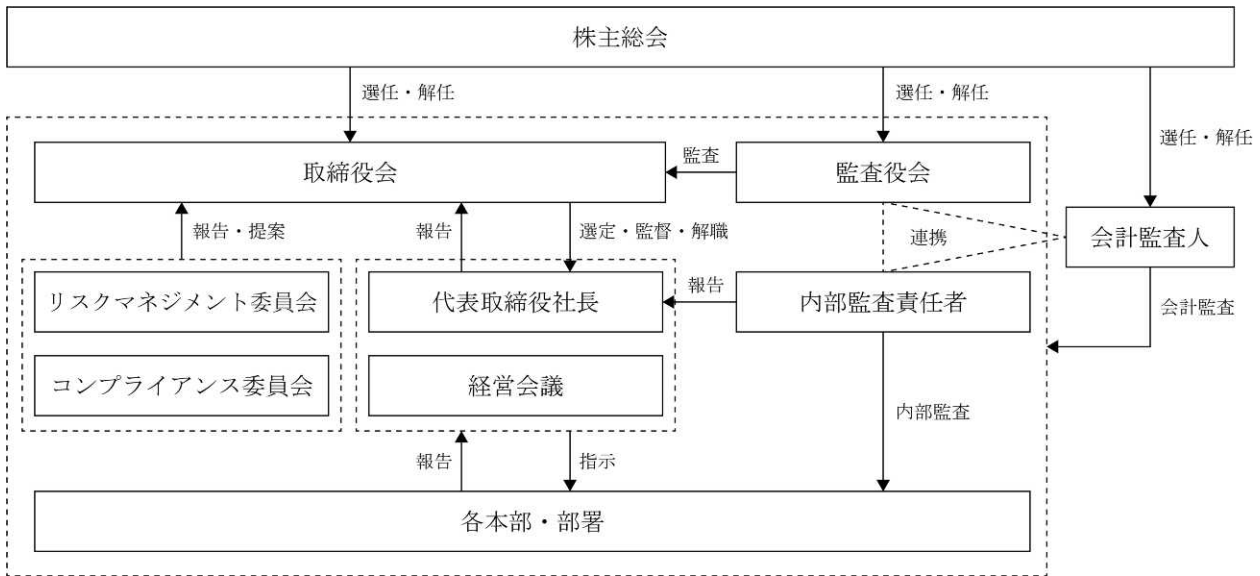 株主総会
選任・解任
選任・解任
選任・解任
取締役会
監査
監査役会
報告・提案
報告
選定・監督・解職
連携
会計監査人
リスクマネジメント委員会
代表取締役社長
報告
内部監査責任者
会計監査
コンプライアンス委員会
経営会議
内部監査
報告
指示
各本部・部署